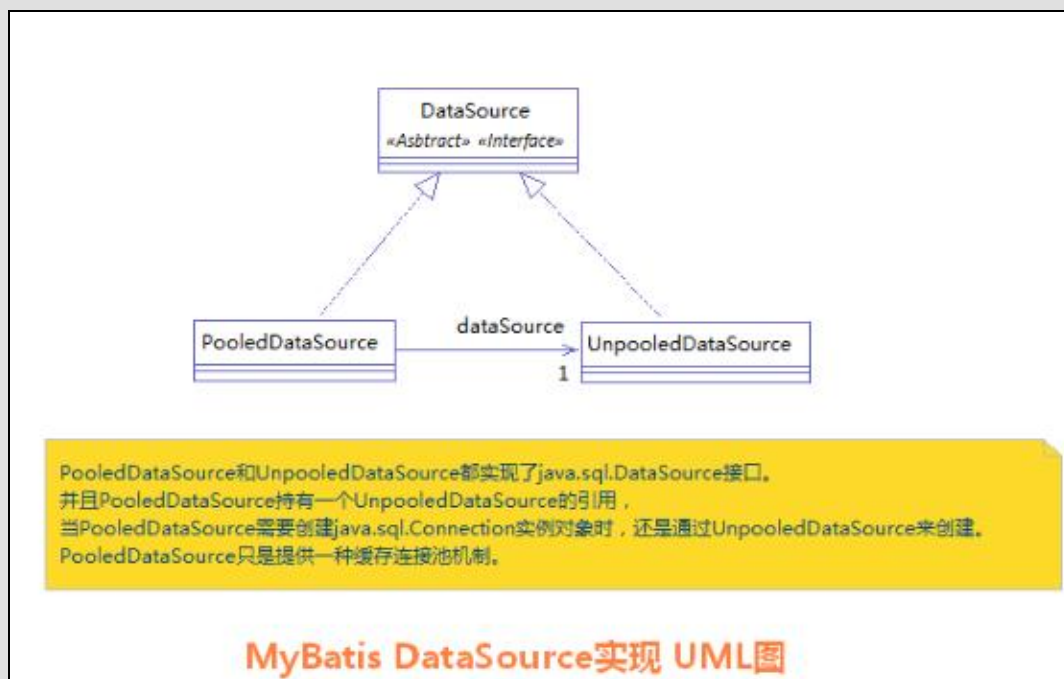 DataSource
«Asbtract» «Interface»
PooledDataSource
dataSource
1
UnpooledDataSource
PooledDataSource和UnpooledDataSource都实现了java.sql.DataSource接口。
并且PooledDataSource持有一个UnpooledDataSource的引用，
当PooledDataSource需要创建java.sql.Connection实例对象时，还是通过UnpooledDataSource来创建。
PooledDataSource只是提供一种缓存连接池机制。
MyBatis DataSource实现 UML图